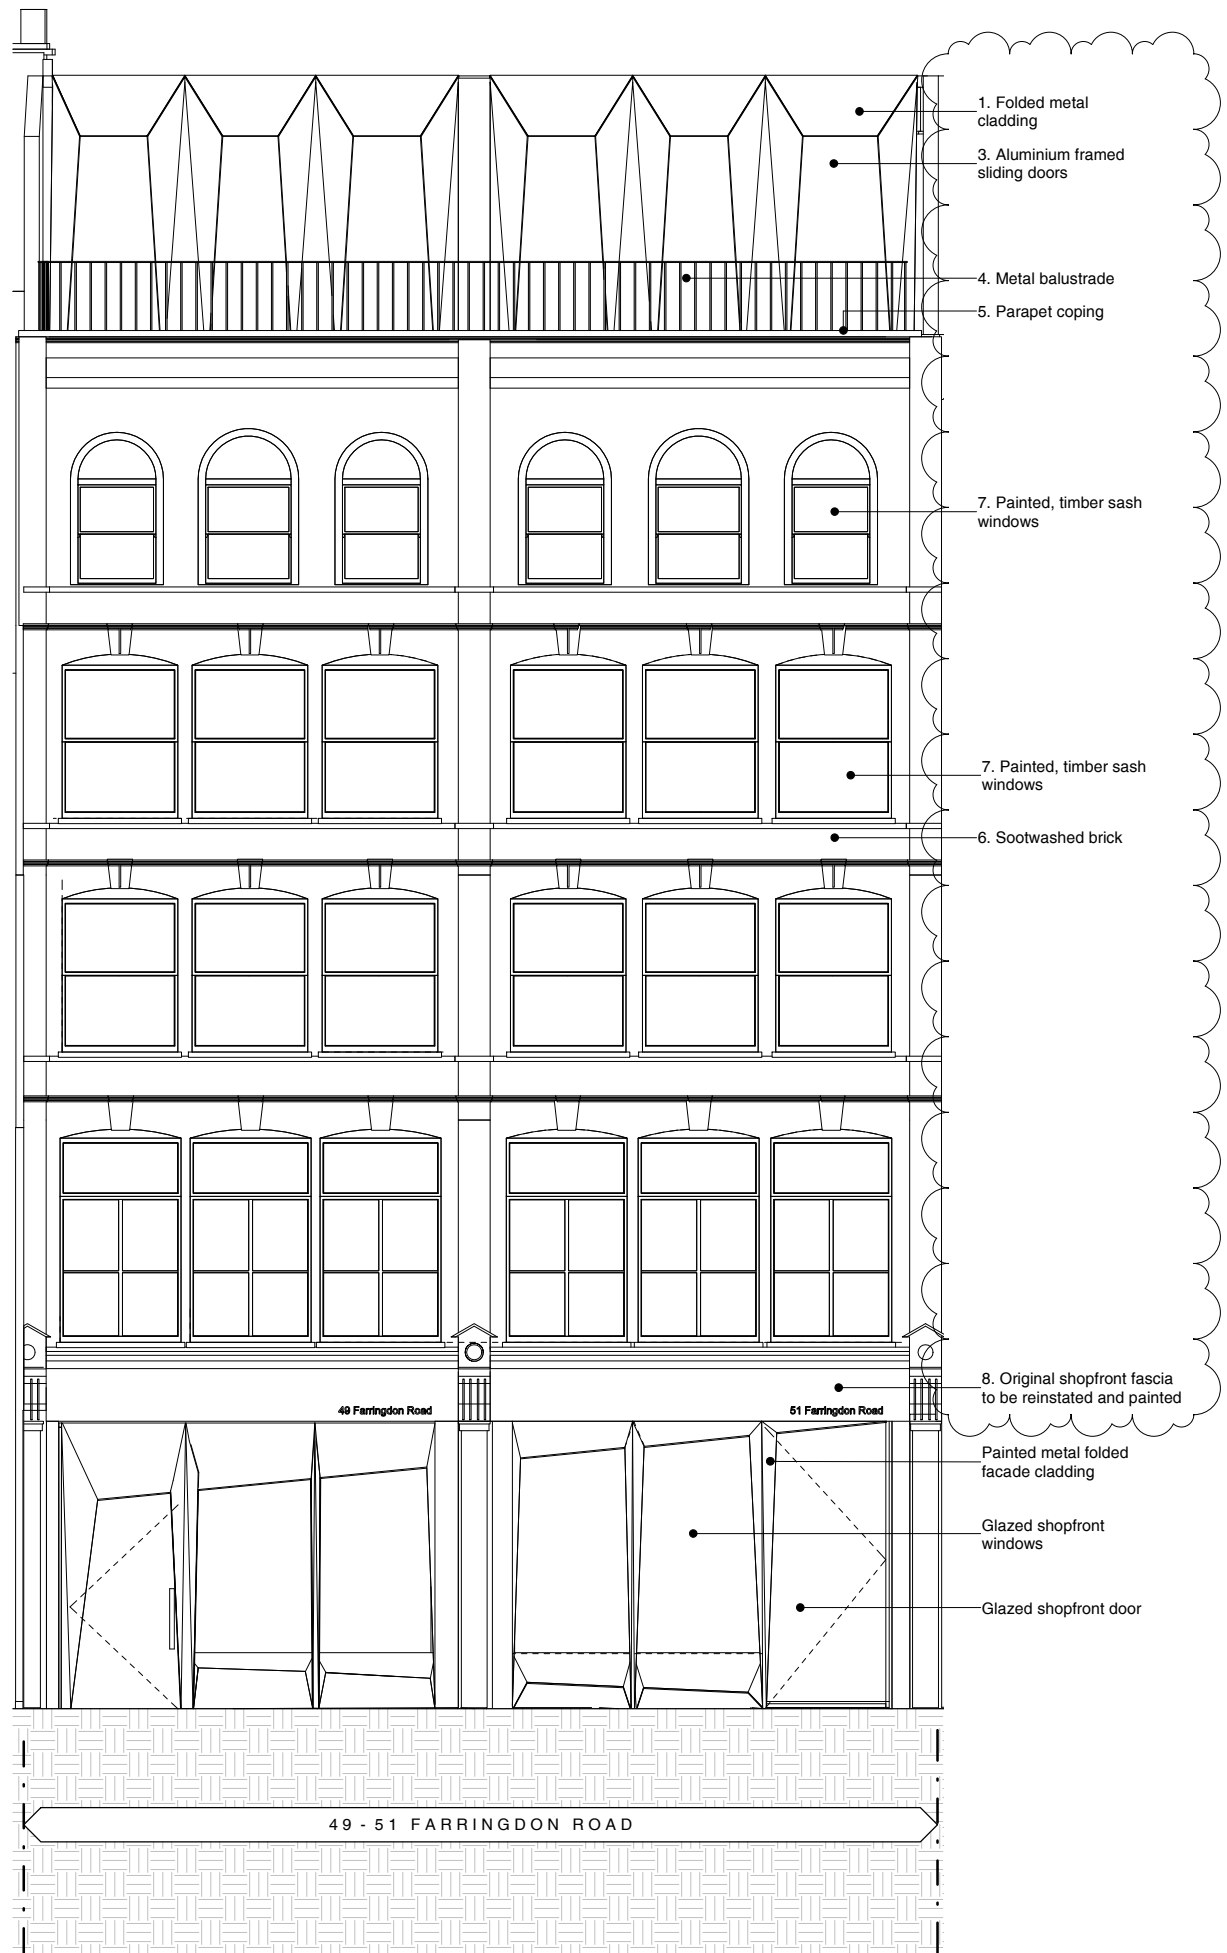 1. Folded metal
cladding
3. Aluminium framed
sliding doors
4. Metal balustrade
5. Parapet coping
7. Painted, timber sash
windows
7. Painted, timber sash
windows
6. Sootwashed brick
8. Original shopfront fascia
to be reinstated and painted
49 Farringdon Road
51 Farringdon Road
Painted metal folded
facade cladding
Glazed shopfront
windows
Glazed shopfront door
49 - 51 FARRINGDON ROAD